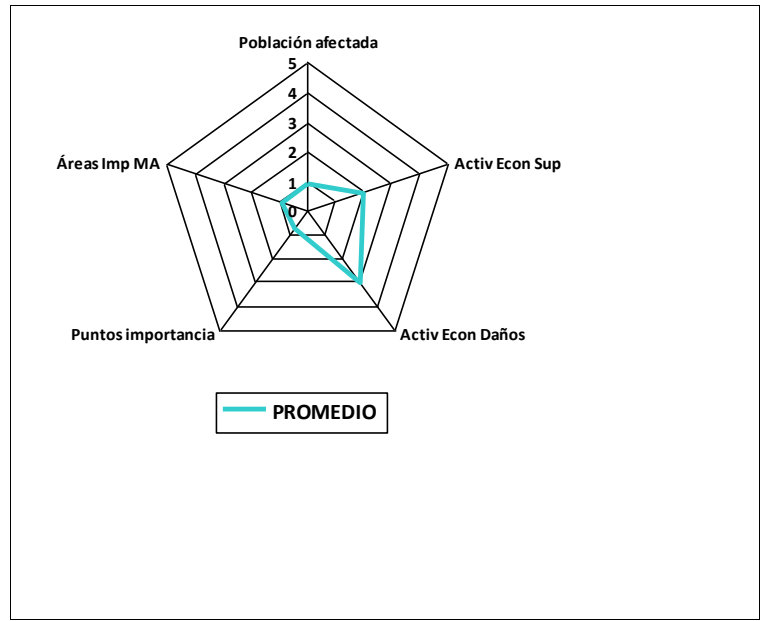 Población afectada
5
4
3
2
1
0
Áreas Imp MA
Activ Econ Sup
Puntos importancia
Activ Econ Daños
PROMEDIO